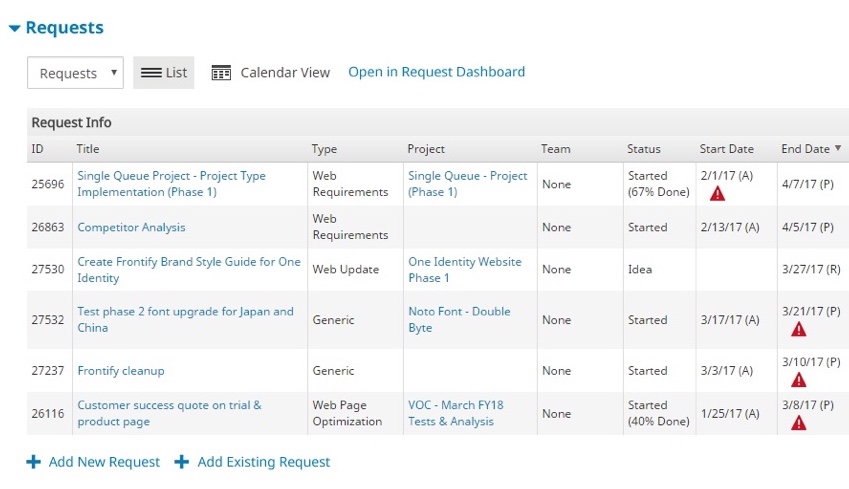 Requests
Requests List Calendar View Open in Request Dashboard
Request Info
ID Title Type Project Team Status Start Date End Date
25696 Single Queue Project - Project Type Implementation (Phase 1) Web Requirements Single Queue - Project (Phase 1) None Started (67% Done) 2/1/17 (A) 4/7/17 (P)
26863 Competitor Analysis Web Requirements None Started 2/13/17 (A) 4/5/17 (P)
27530 Create Frontify Brand Style Guide for One Identity Web Update One Identity Website Phase 1 None Idea 3/27/17 (R)
27532 Test phase 2 font upgrade for Japan and China Generic Noto Font - Double Byte None Started 3/17/17 (A) 3/21/17 (P)
27237 Frontify cleanup Generic None Started 3/3/17 (A) 3/10/17 (P)
26116 Customer success quote on trial & product page Web Page Optimization VOC - March FY18 Tests & Analysis None Started (40% Done) 1/25/17 (A) 3/8/17 (P)
Add New Request Add Existing Request